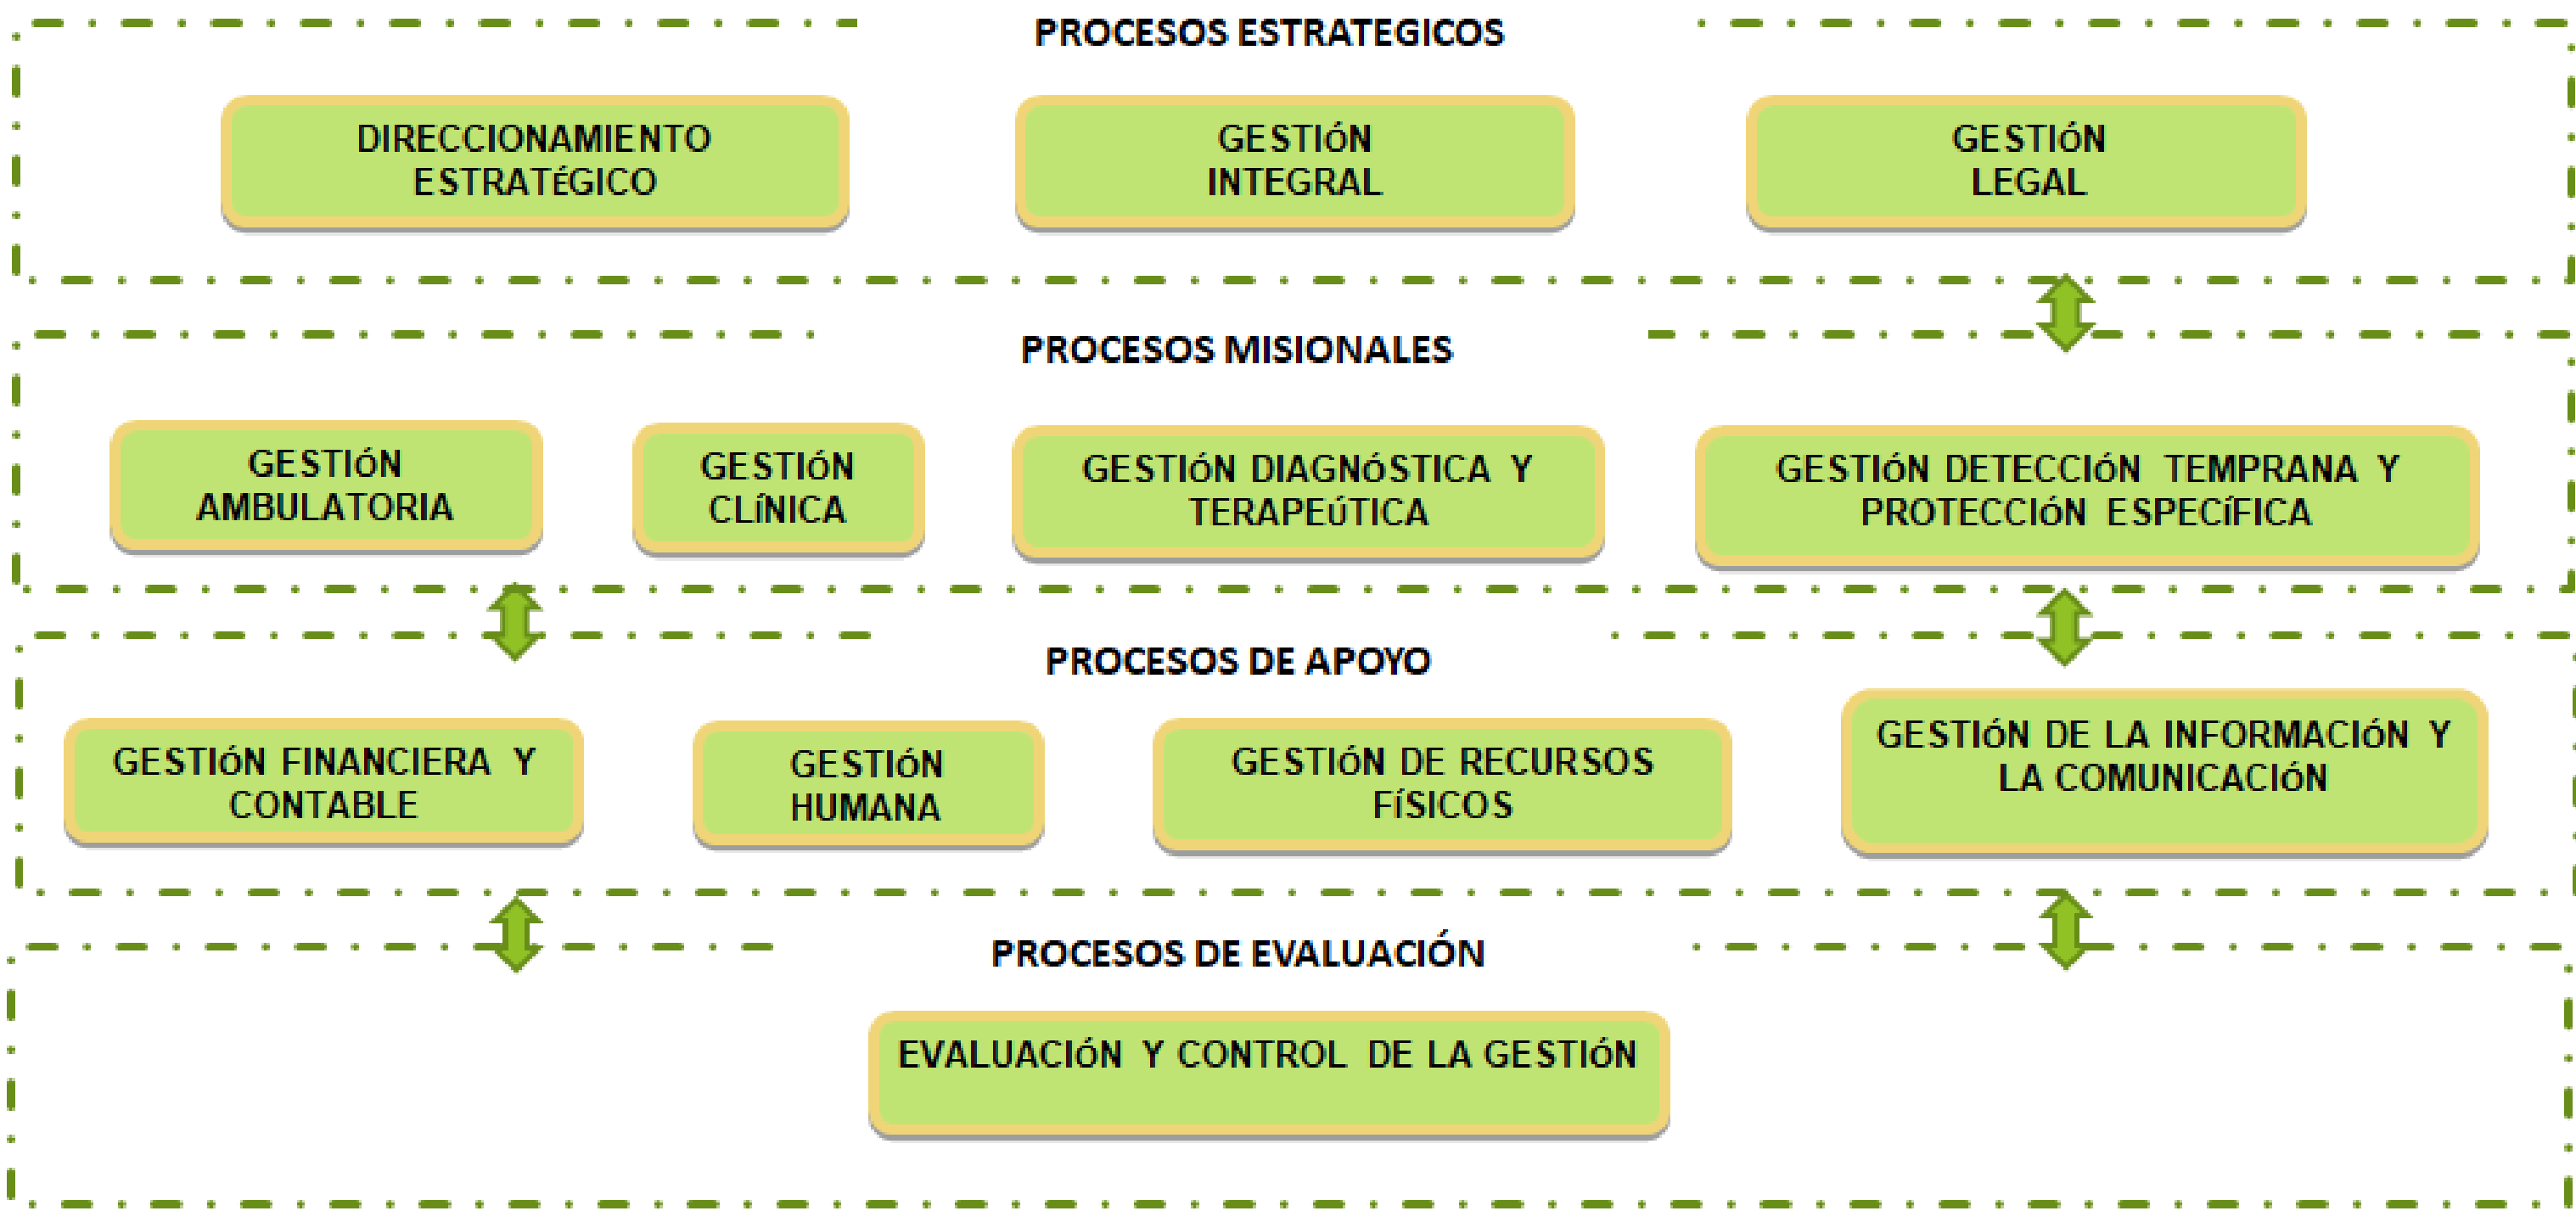 PROCESOS ESTRATEGICOS
DIRECCIONAMIENTO
ESTRATÉGICO
GESTIÓN
INTEGRAL
GESTIÓN
LEGAL
PROCESOS MISIONALES
GESTIÓN
AMBULATORIA
GESTIÓN
CLÍNICA
GESTIÓN DIAGNÓSTICA Y
TERAPEÚTICA
GESTIÓN DETECCIÓN TEMPRANA Y
PROTECCIÓN ESPECÍFICA
PROCESOS DE APOYO
GESTIÓN FINANCIERA Y
CONTABLE
GESTIÓN
HUMANA
GESTIÓN DE RECURSOS
FÍSICOS
GESTIÓN DE LA INFORMACIÓN Y
LA COMUNICACIÓN
PROCESOS DE EVALUACIÓN
EVALUACIÓN Y CONTROL DE LA GESTIÓN